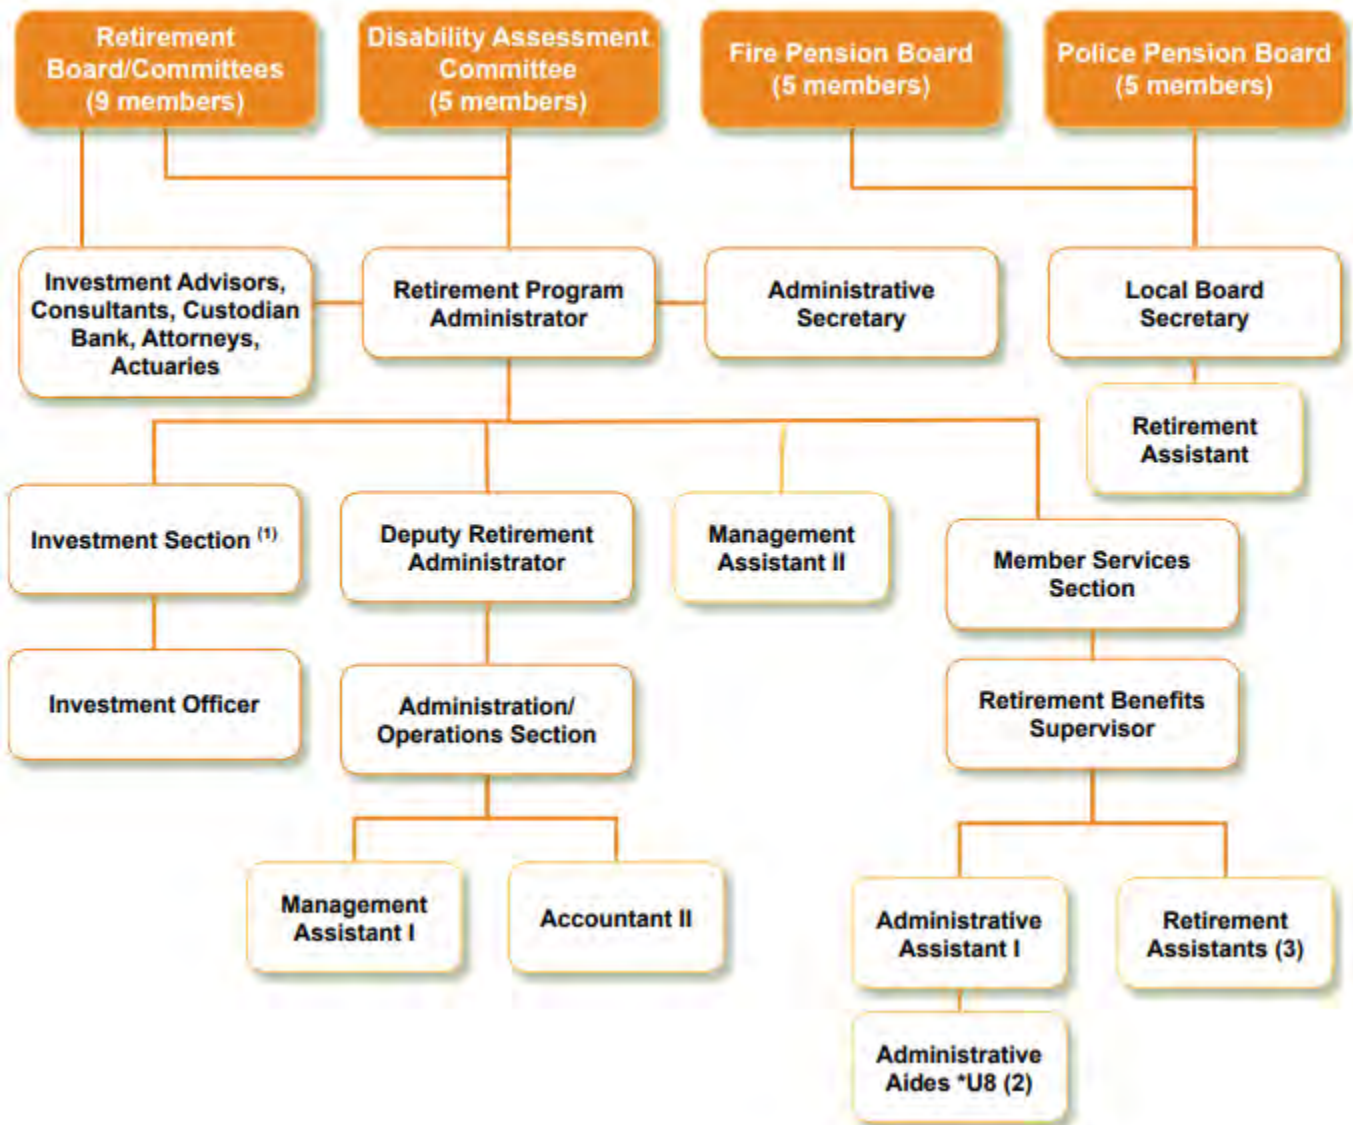 Retirement
Board/Committees
(9 members)
Disability Assessment
Committee
(5 members)
Fire Pension Board
(5 members)
Police Pension Board
(5 members)
Investment Advisors,
Consultants, Custodian
Bank, Attorneys,
Actuaries
Retirement Program
Administrator
Administrative
Secretary
Local Board
Secretary
Retirement
Assistant
Investment Section (1)
Deputy Retirement
Administrator
Management
Assistant II
Member Services
Section
Investment Officer
Administration/
Operations Section
Retirement Benefits
Supervisor
Management
Assistant I
Accountant II
Administrative
Assistant I
Retirement
Assistants (3)
Administrative
Aides *U8 (2)